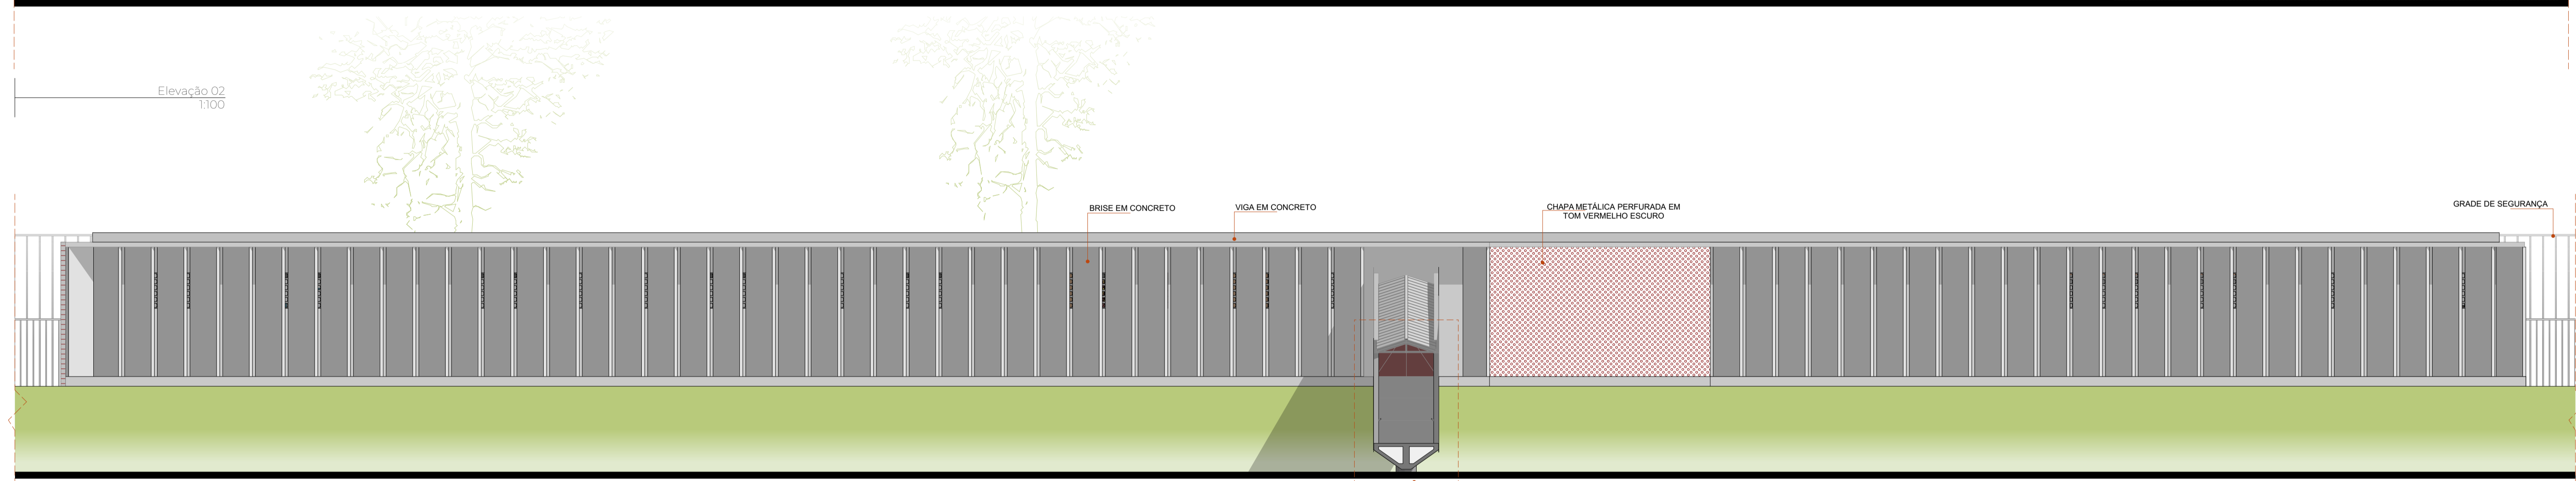 Elevação 02
1:100
BRISE EM CONCRETO
VIGA EM CONCRETO
CHAPA METÁLICA PERFURADA EM
TOM VERMELHO ESCURO
GRADE DE SEGURANÇA